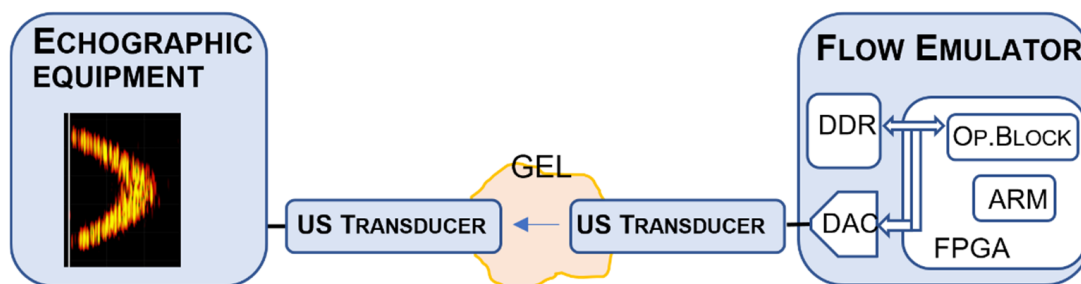 ECHOGRAPHIC
EQUIPMENT
GEL
US TRANSDUCER
US TRANSDUCER
FLOW EMULATOR
DDR
OP.BLOCK
ARM
DAC
FPGA